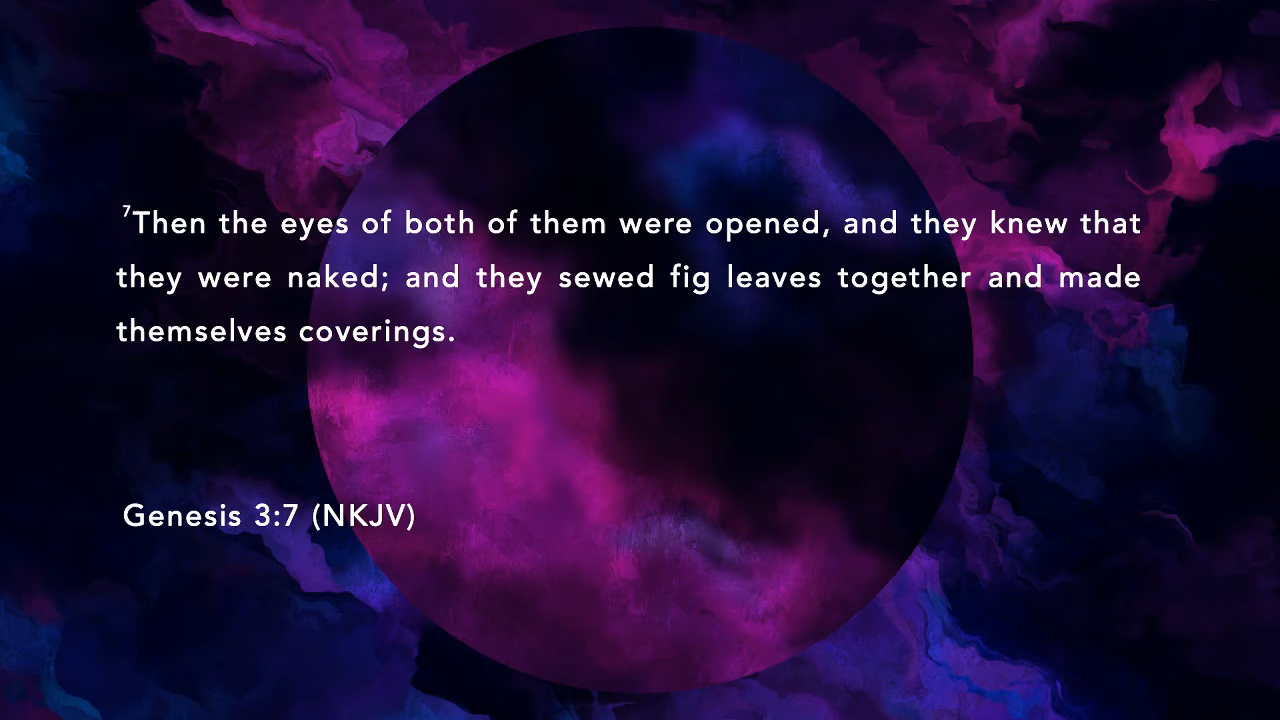 ⁷Then the eyes of both of them were opened, and they knew that
they were naked; and they sewed fig leaves together and made
themselves coverings.
Genesis 3:7 (NKJV)